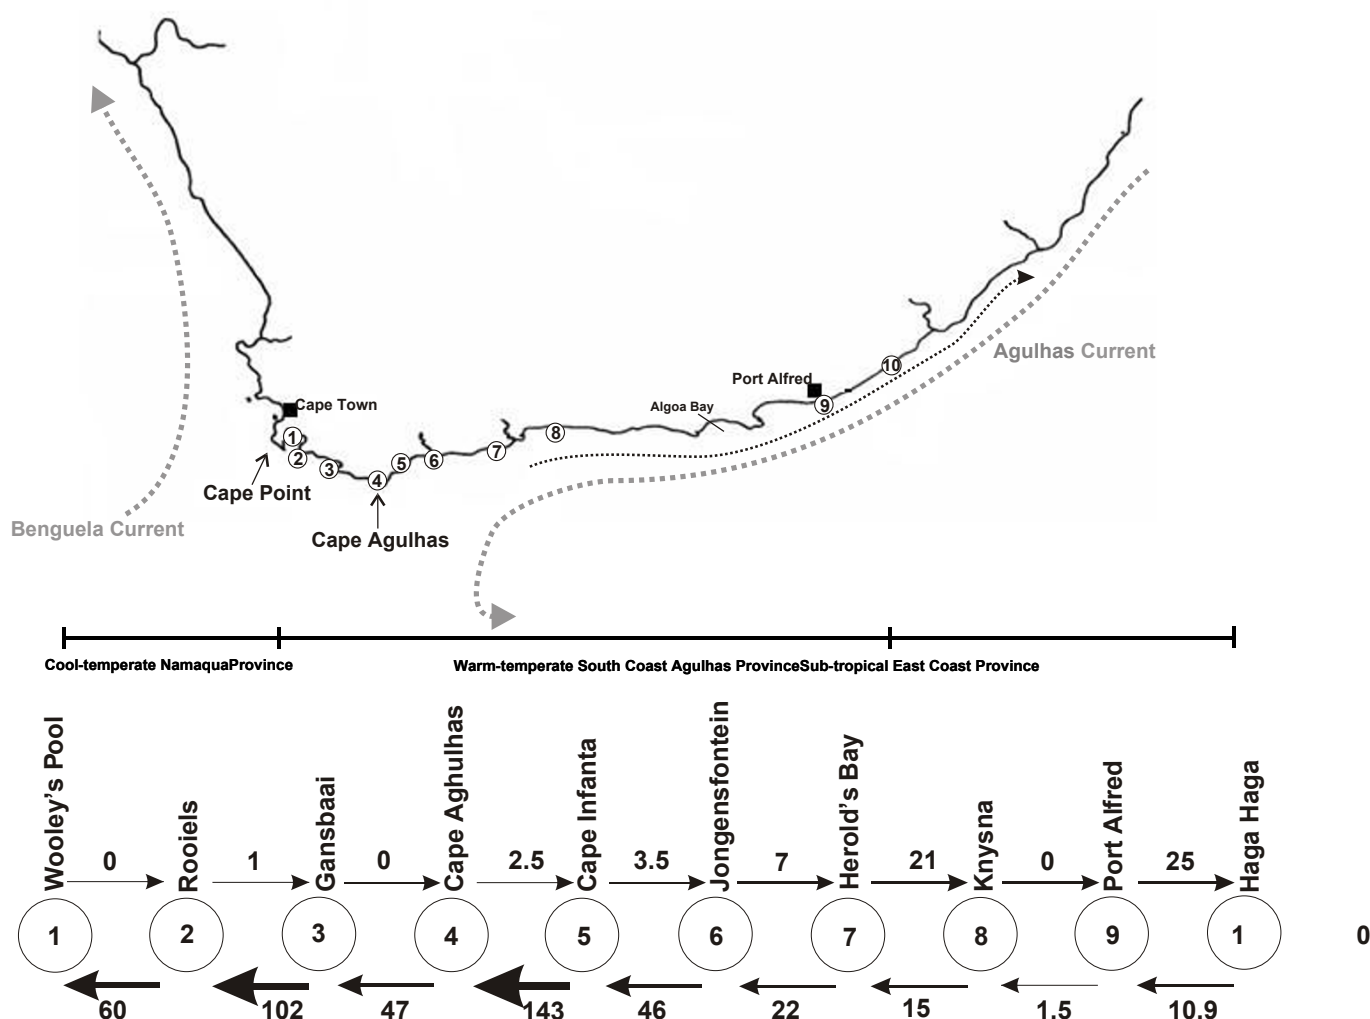 Cape Town
Port Alfred
Algoa Bay
Agulhas Current
1
2
3
4
5
6
7
8
9
10
Cape Point
Cape Agulhas
Benguela Current
Cool-temperate NamaquaProvince
Warm-temperate South Coast Agulhas ProvinceSub-tropical East Coast Province
Wooley's Pool
Rooiels
Gansbaai
Cape Aghulhas
Cape Infanta
Jongensfontein
Herold's Bay
Knysna
Port Alfred
Haga Haga
0 1 0 2.5 3.5 7 21 0 25
1 2 3 4 5 6 7 8 9 1 0
60 102 47 143 46 22 15 1.5 10.9